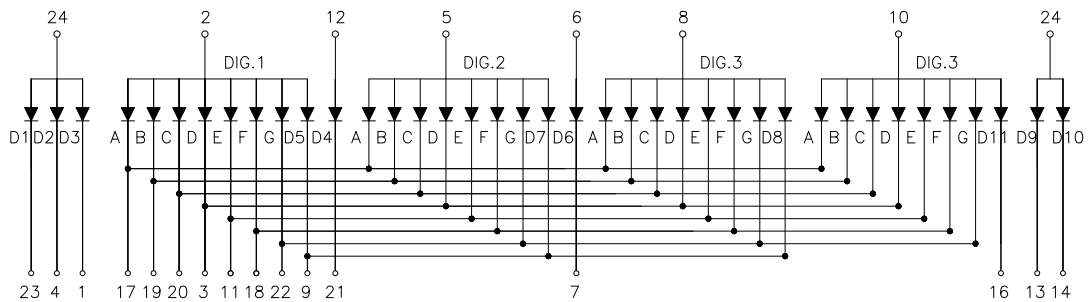 24 2 12 5 6 8 10 24
DIG.1 DIG.2 DIG.3 DIG.3
D1 D2 D3 A B C D E F G D5 D4 A B C D E F G D7 D6 A B C D E F G D8 A B C D E F G D11 D9 D10
23 4 1 17 19 20 3 11 18 22 9 21 7 16 13 14